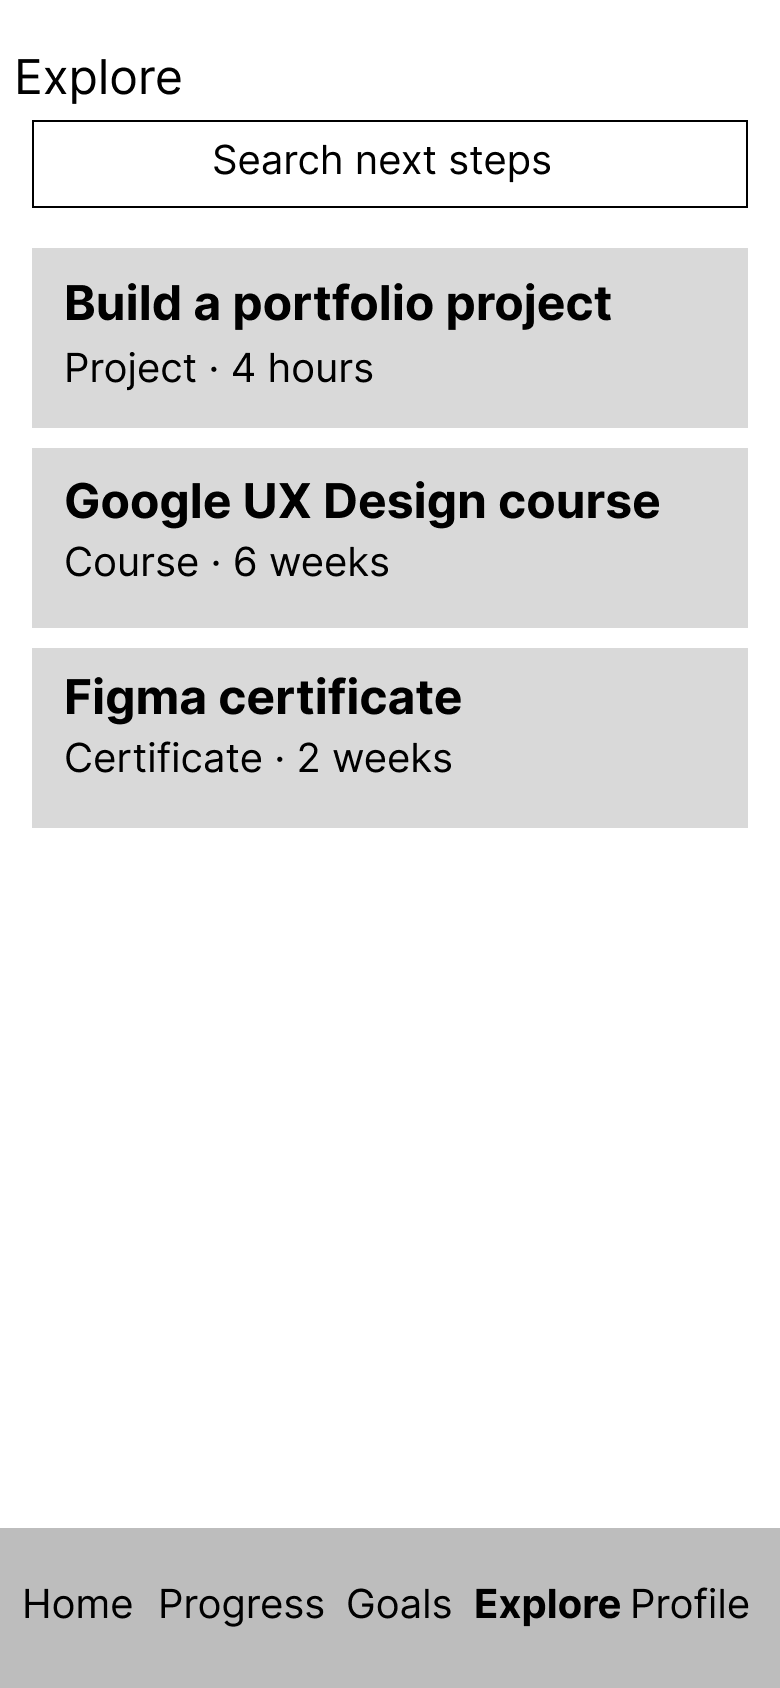 Explore
Search next steps
Build a portfolio project
Project · 4 hours
Google UX Design course
Course · 6 weeks
Figma certificate
Certificate · 2 weeks
Home Progress Goals Explore Profile